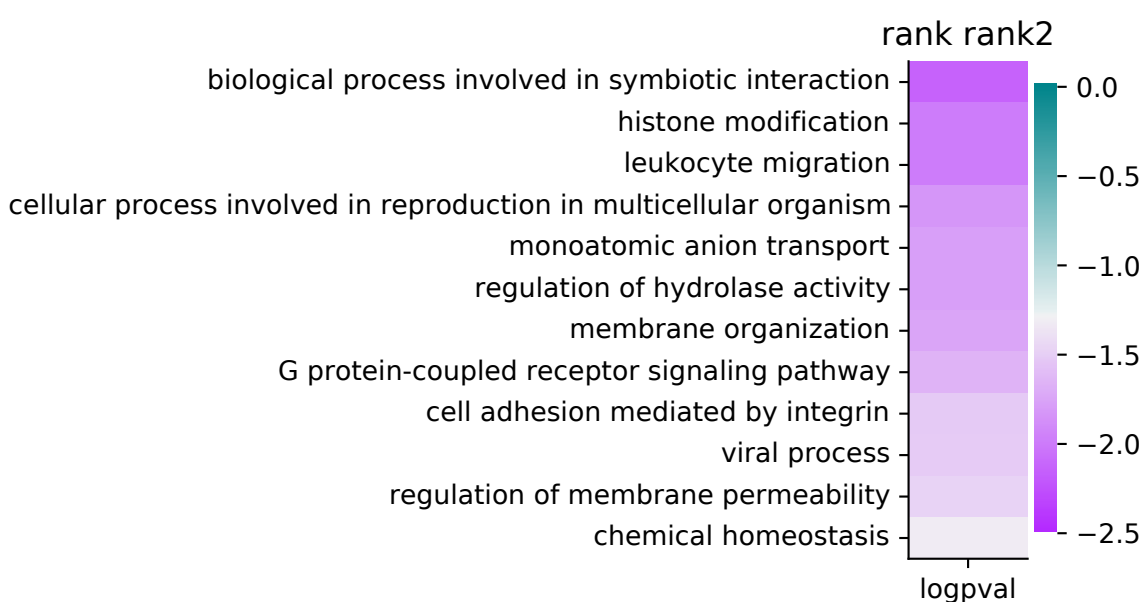 rank rank2
biological process involved in symbiotic interaction
histone modification
leukocyte migration
cellular process involved in reproduction in multicellular organism
monoatomic anion transport
regulation of hydrolase activity
membrane organization
G protein-coupled receptor signaling pathway
cell adhesion mediated by integrin
viral process
regulation of membrane permeability
chemical homeostasis
logpval
0.0
−0.5
−1.0
−1.5
−2.0
−2.5